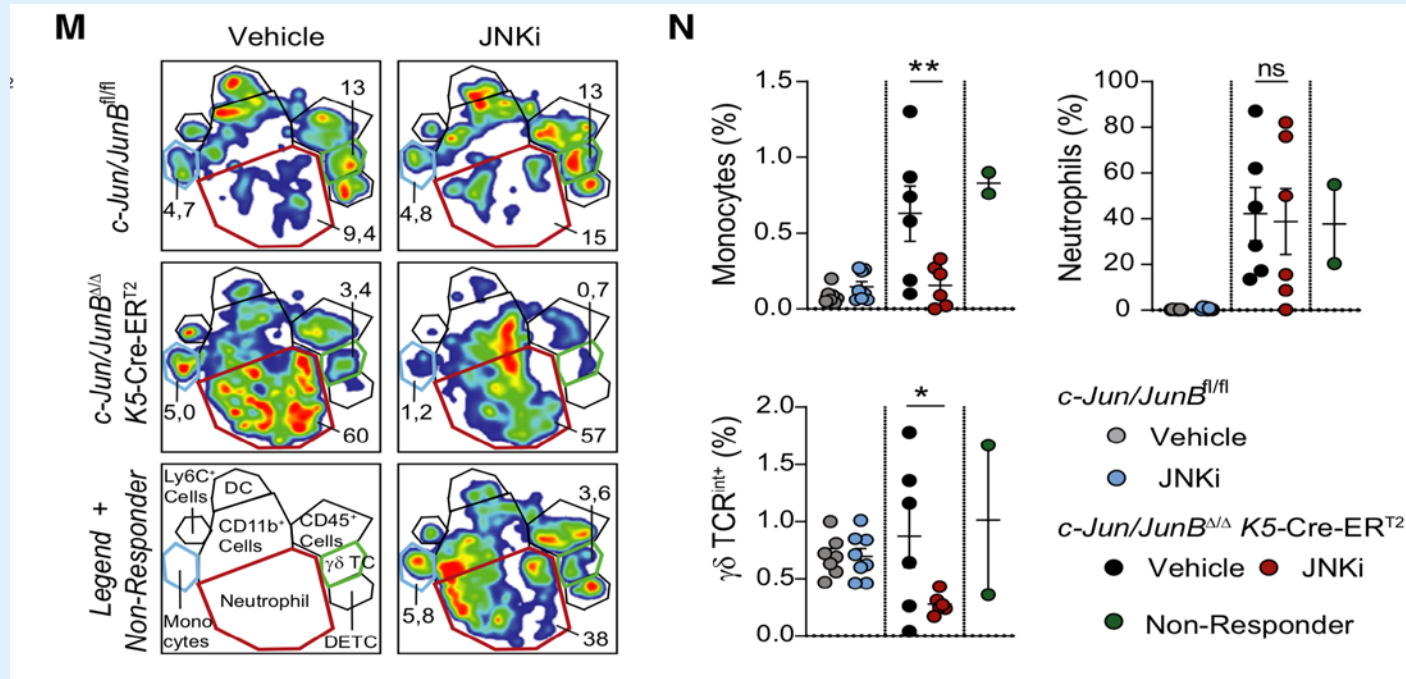 M
Vehicle
JNKi
c-Jun/JunB^fl/fl
13
4,7
9,4
13
4,8
15
c-Jun/JunB^Δ/Δ
K5-Cre-ER^T2
3,4
5,0
60
0,7
1,2
57
Legend +
Non-Responder
Ly6C⁺
Cells
DC
CD11b⁺
Cells
CD45⁺
Cells
γδ TC
Neutrophil
Mono
cytes
DETC
3,6
5,8
38
N
Monocytes (%)
1.5
1.0
0.5
0.0
**
Neutrophils (%)
100
80
60
40
20
0
ns
γδ TCR^int+ (%)
2.0
1.5
1.0
0.5
0.0
*
c-Jun/JunB^fl/fl
Vehicle
JNKi
c-Jun/JunB^Δ/Δ K5-Cre-ER^T2
Vehicle JNKi
Non-Responder